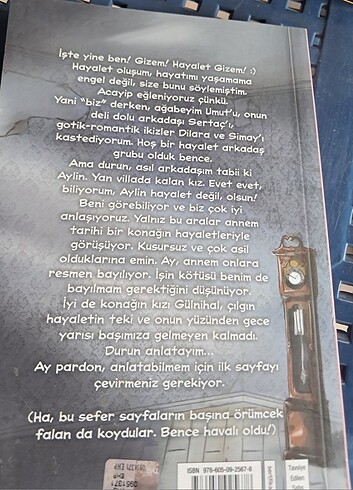 İşte yine ben! Gizem! Hayalet Gizem! :)
Hayalet oluşum, hayatımı yaşamama
engel değil, size bunu söylemiştim.
Acayip eğleniyoruz çünkü.
Yani "biz" derken, ağabeyim Umut'u, onun
deli dolu arkadaşı Sertaç'ı,
gotik-romantik ikizler Dilara ve Simay'ı
kastediyorum. Hoş bir hayalet arkadaş
grubu olduk bence.
Ama durun, asıl arkadaşım tabii ki
Aylin. Yan villada kalan kız. Evet evet,
biliyorum, Aylin hayalet değil, olsun!
Beni görebiliyor ve biz çok iyi
anlaşıyoruz. Yalnız bu aralar annem
tarihi bir konağın hayaletleriyle
görüşüyor. Kusursuz ve çok asil
olduklarına emin. Ay, annem onlara
resmen bayılıyor. İşin kötüsü benim de
bayılmam gerektiğini düşünüyor.
İyi de konağın kızı Gülnihal, çılgın
hayaletin teki ve onun yüzünden gece
yarısı başımıza gelmeyen kalmadı.
Durun anlatayım...
Ay pardon, anlatabilmem için ilk sayfayı
çevirmeniz gerekiyor.
(Ha, bu sefer sayfaların başına örümcek
falan da koydular. Bence havalı oldu!)
ISBN 978-605-09-2567-8
Tavsiye
Edilen